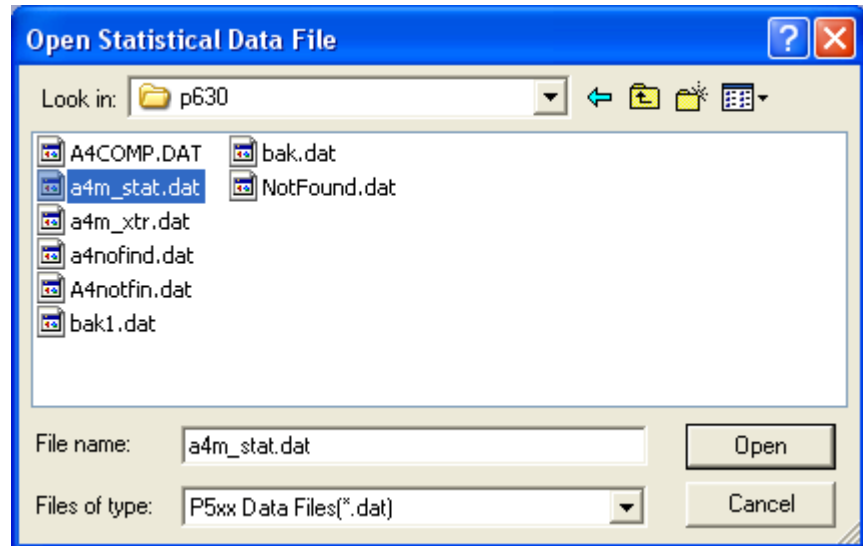 Open Statistical Data File
Look in: p630
A4COMP.DAT
a4m_stat.dat
a4m_xtr.dat
a4nofind.dat
A4notfin.dat
bak1.dat
bak.dat
NotFound.dat
File name: a4m_stat.dat Open
Files of type: P5xx Data Files(*.dat) Cancel